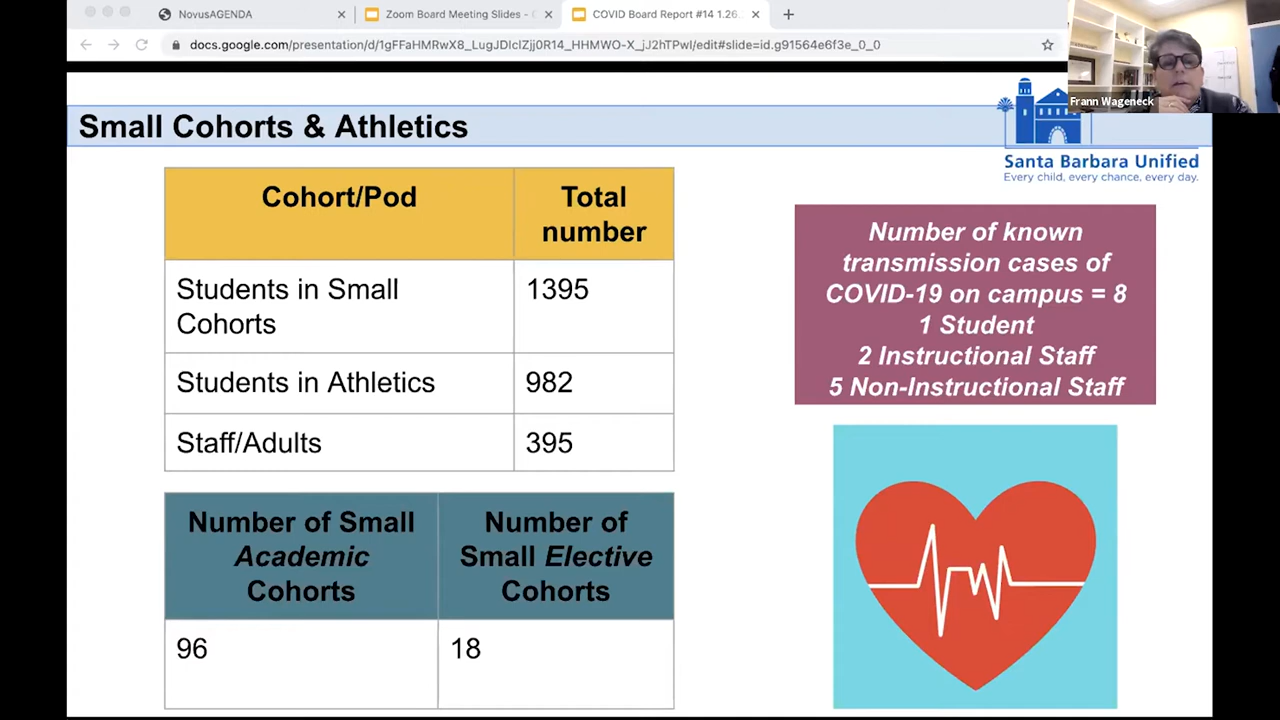 NovusAGENDA
Zoom Board Meeting Slides -
COVID Board Report #14 1.26.
docs.google.com/presentation/d/1gFFaHMRwX8_LugJDIcIZjj0R14_HHMWO-X_jJ2hTPwI/edit#slide=id.g91564e6f3e_0_0
Frann Wageneck
Small Cohorts & Athletics
Santa Barbara Unified
Every child, every chance, every day.
Cohort/Pod
Total
number
Students in Small
Cohorts
1395
Students in Athletics
982
Staff/Adults
395
Number of known
transmission cases of
COVID-19 on campus = 8
1 Student
2 Instructional Staff
5 Non-Instructional Staff
Number of Small
Academic
Cohorts
Number of
Small Elective
Cohorts
96
18